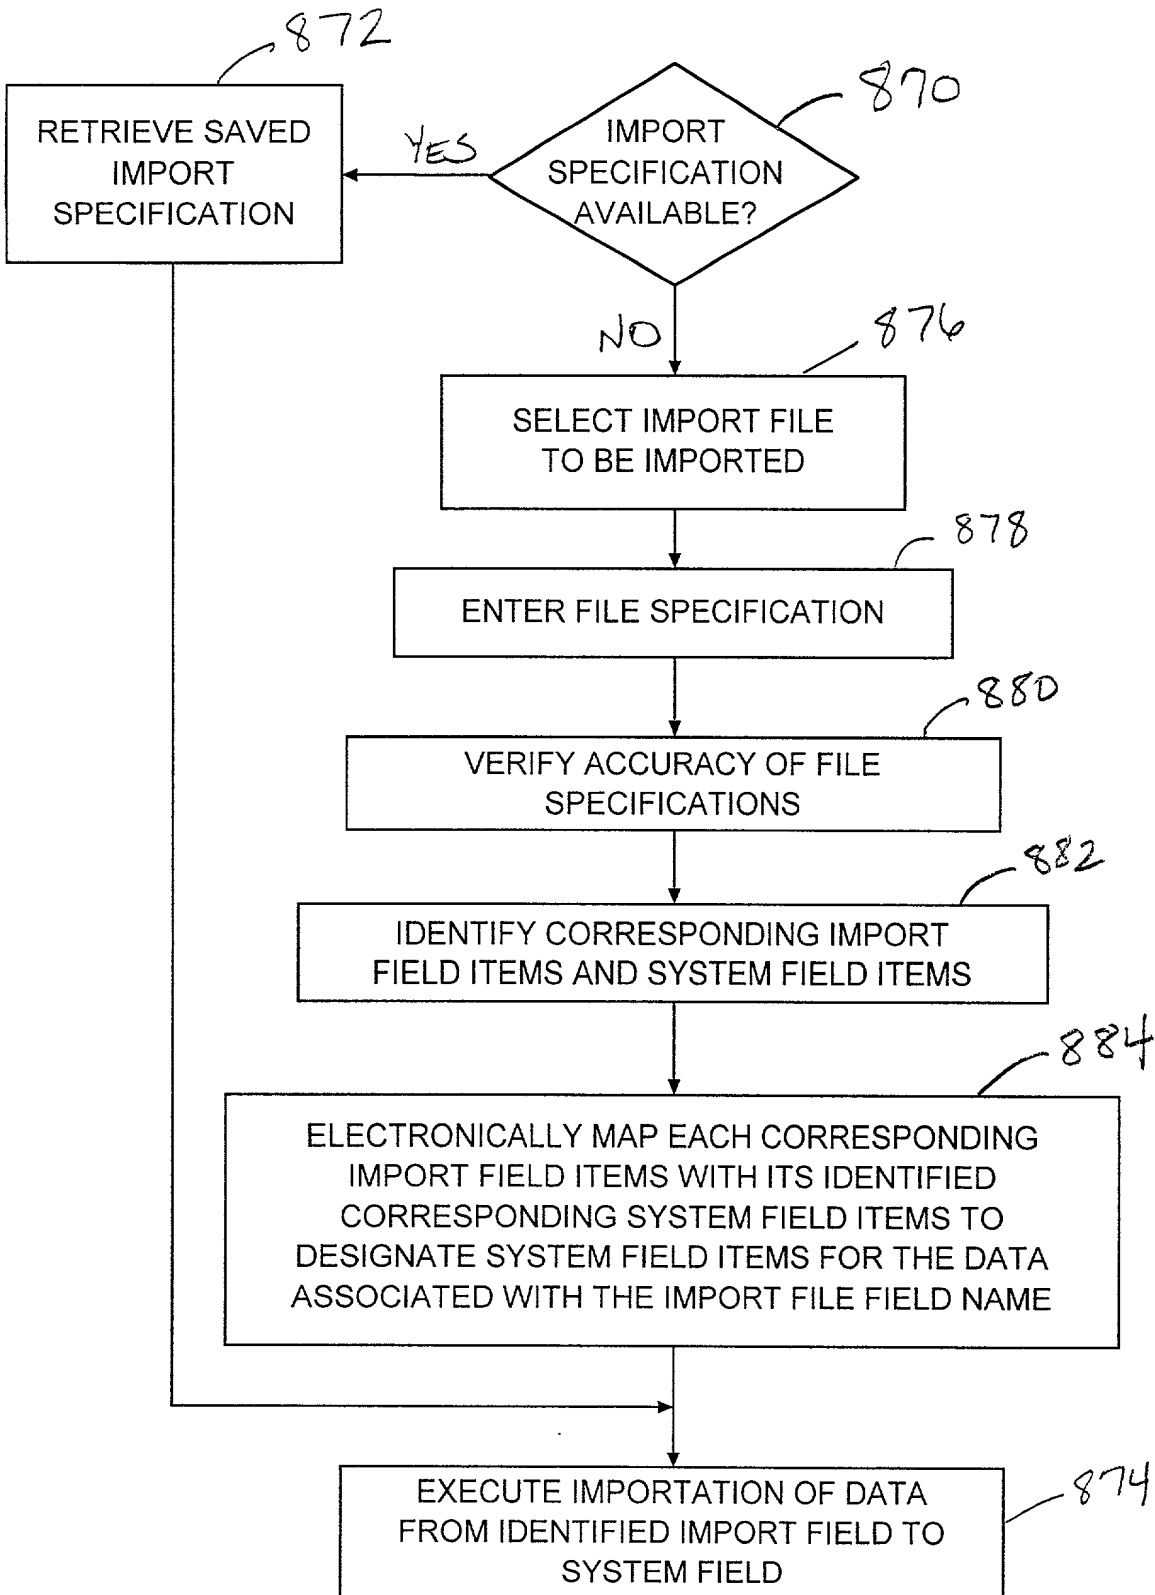 872
870
RETRIEVE SAVED
IMPORT
SPECIFICATION
YES
IMPORT
SPECIFICATION
AVAILABLE?
NO
876
SELECT IMPORT FILE
TO BE IMPORTED
878
ENTER FILE SPECIFICATION
880
VERIFY ACCURACY OF FILE
SPECIFICATIONS
882
IDENTIFY CORRESPONDING IMPORT
FIELD ITEMS AND SYSTEM FIELD ITEMS
884
ELECTRONICALLY MAP EACH CORRESPONDING
IMPORT FIELD ITEMS WITH ITS IDENTIFIED
CORRESPONDING SYSTEM FIELD ITEMS TO
DESIGNATE SYSTEM FIELD ITEMS FOR THE DATA
ASSOCIATED WITH THE IMPORT FILE FIELD NAME
874
EXECUTE IMPORTATION OF DATA
FROM IDENTIFIED IMPORT FIELD TO
SYSTEM FIELD